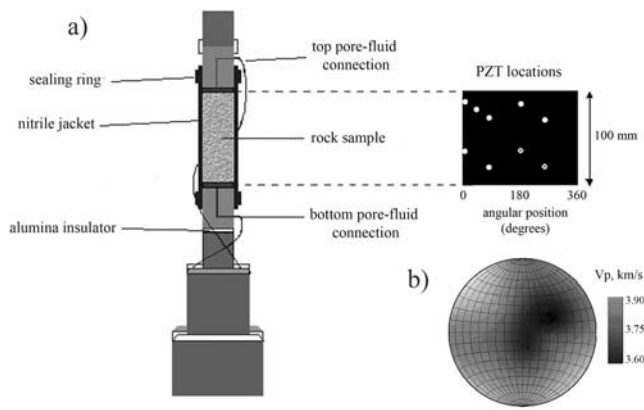 a)
top pore-fluid
connection
sealing ring
nitrile jacket
rock sample
bottom pore-fluid
connection
alumina insulator
PZT locations
100 mm
0 180 360
angular position
(degrees)
b)
Vp, km/s
3.90
3.75
3.60